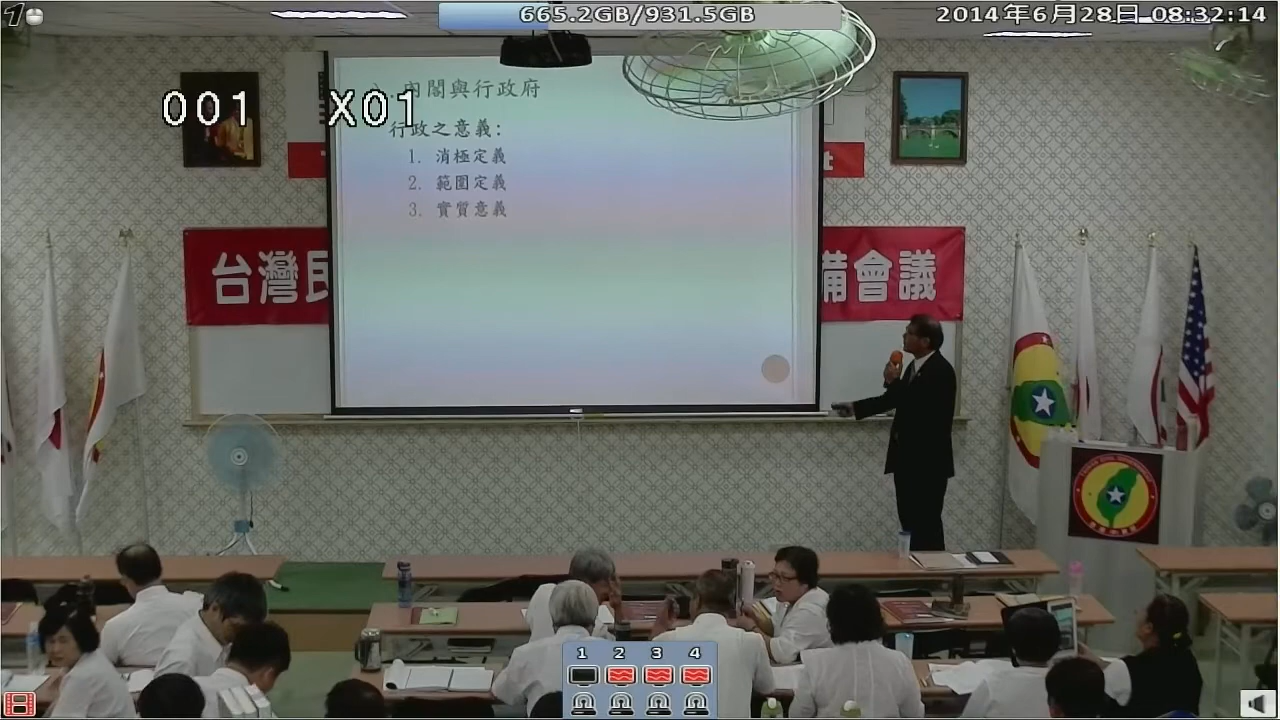 665.2GB/931.5GB
2014年6月28日 08:32:14
001 X01
內閣與行政府
行政之意義:
1. 消極定義
2. 範圍定義
3. 實質意義
t
台灣民
備會議
1 2 3 4